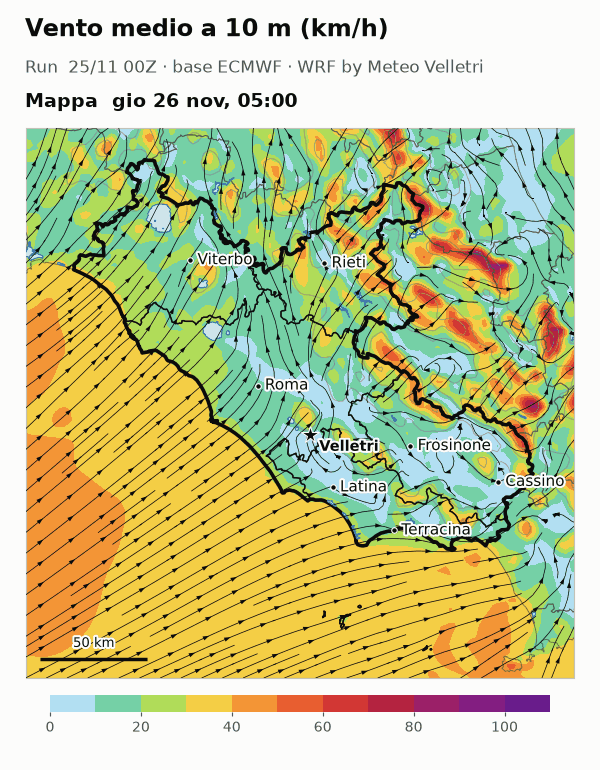 Vento medio a 10 m (km/h)
Run  25/11 00Z · base ECMWF · WRF by Meteo Velletri
Mappa  gio 26 nov, 05:00
Viterbo
Rieti
Roma
Velletri
Frosinone
Cassino
Latina
Terracina
50 km
0 20 40 60 80 100